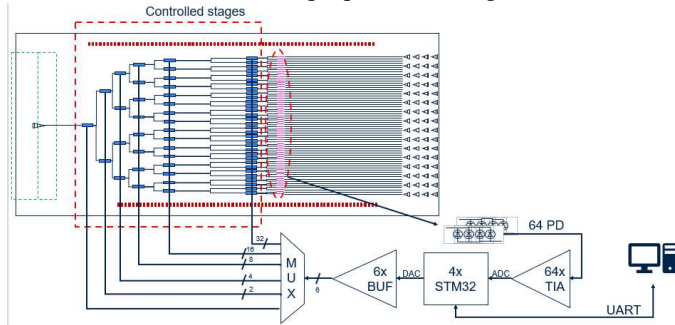 Controlled stages
32
16
8
4
2
M
U
X
6
6x
BUF
DAC
4x
STM32
ADC
64x
TIA
64 PD
UART